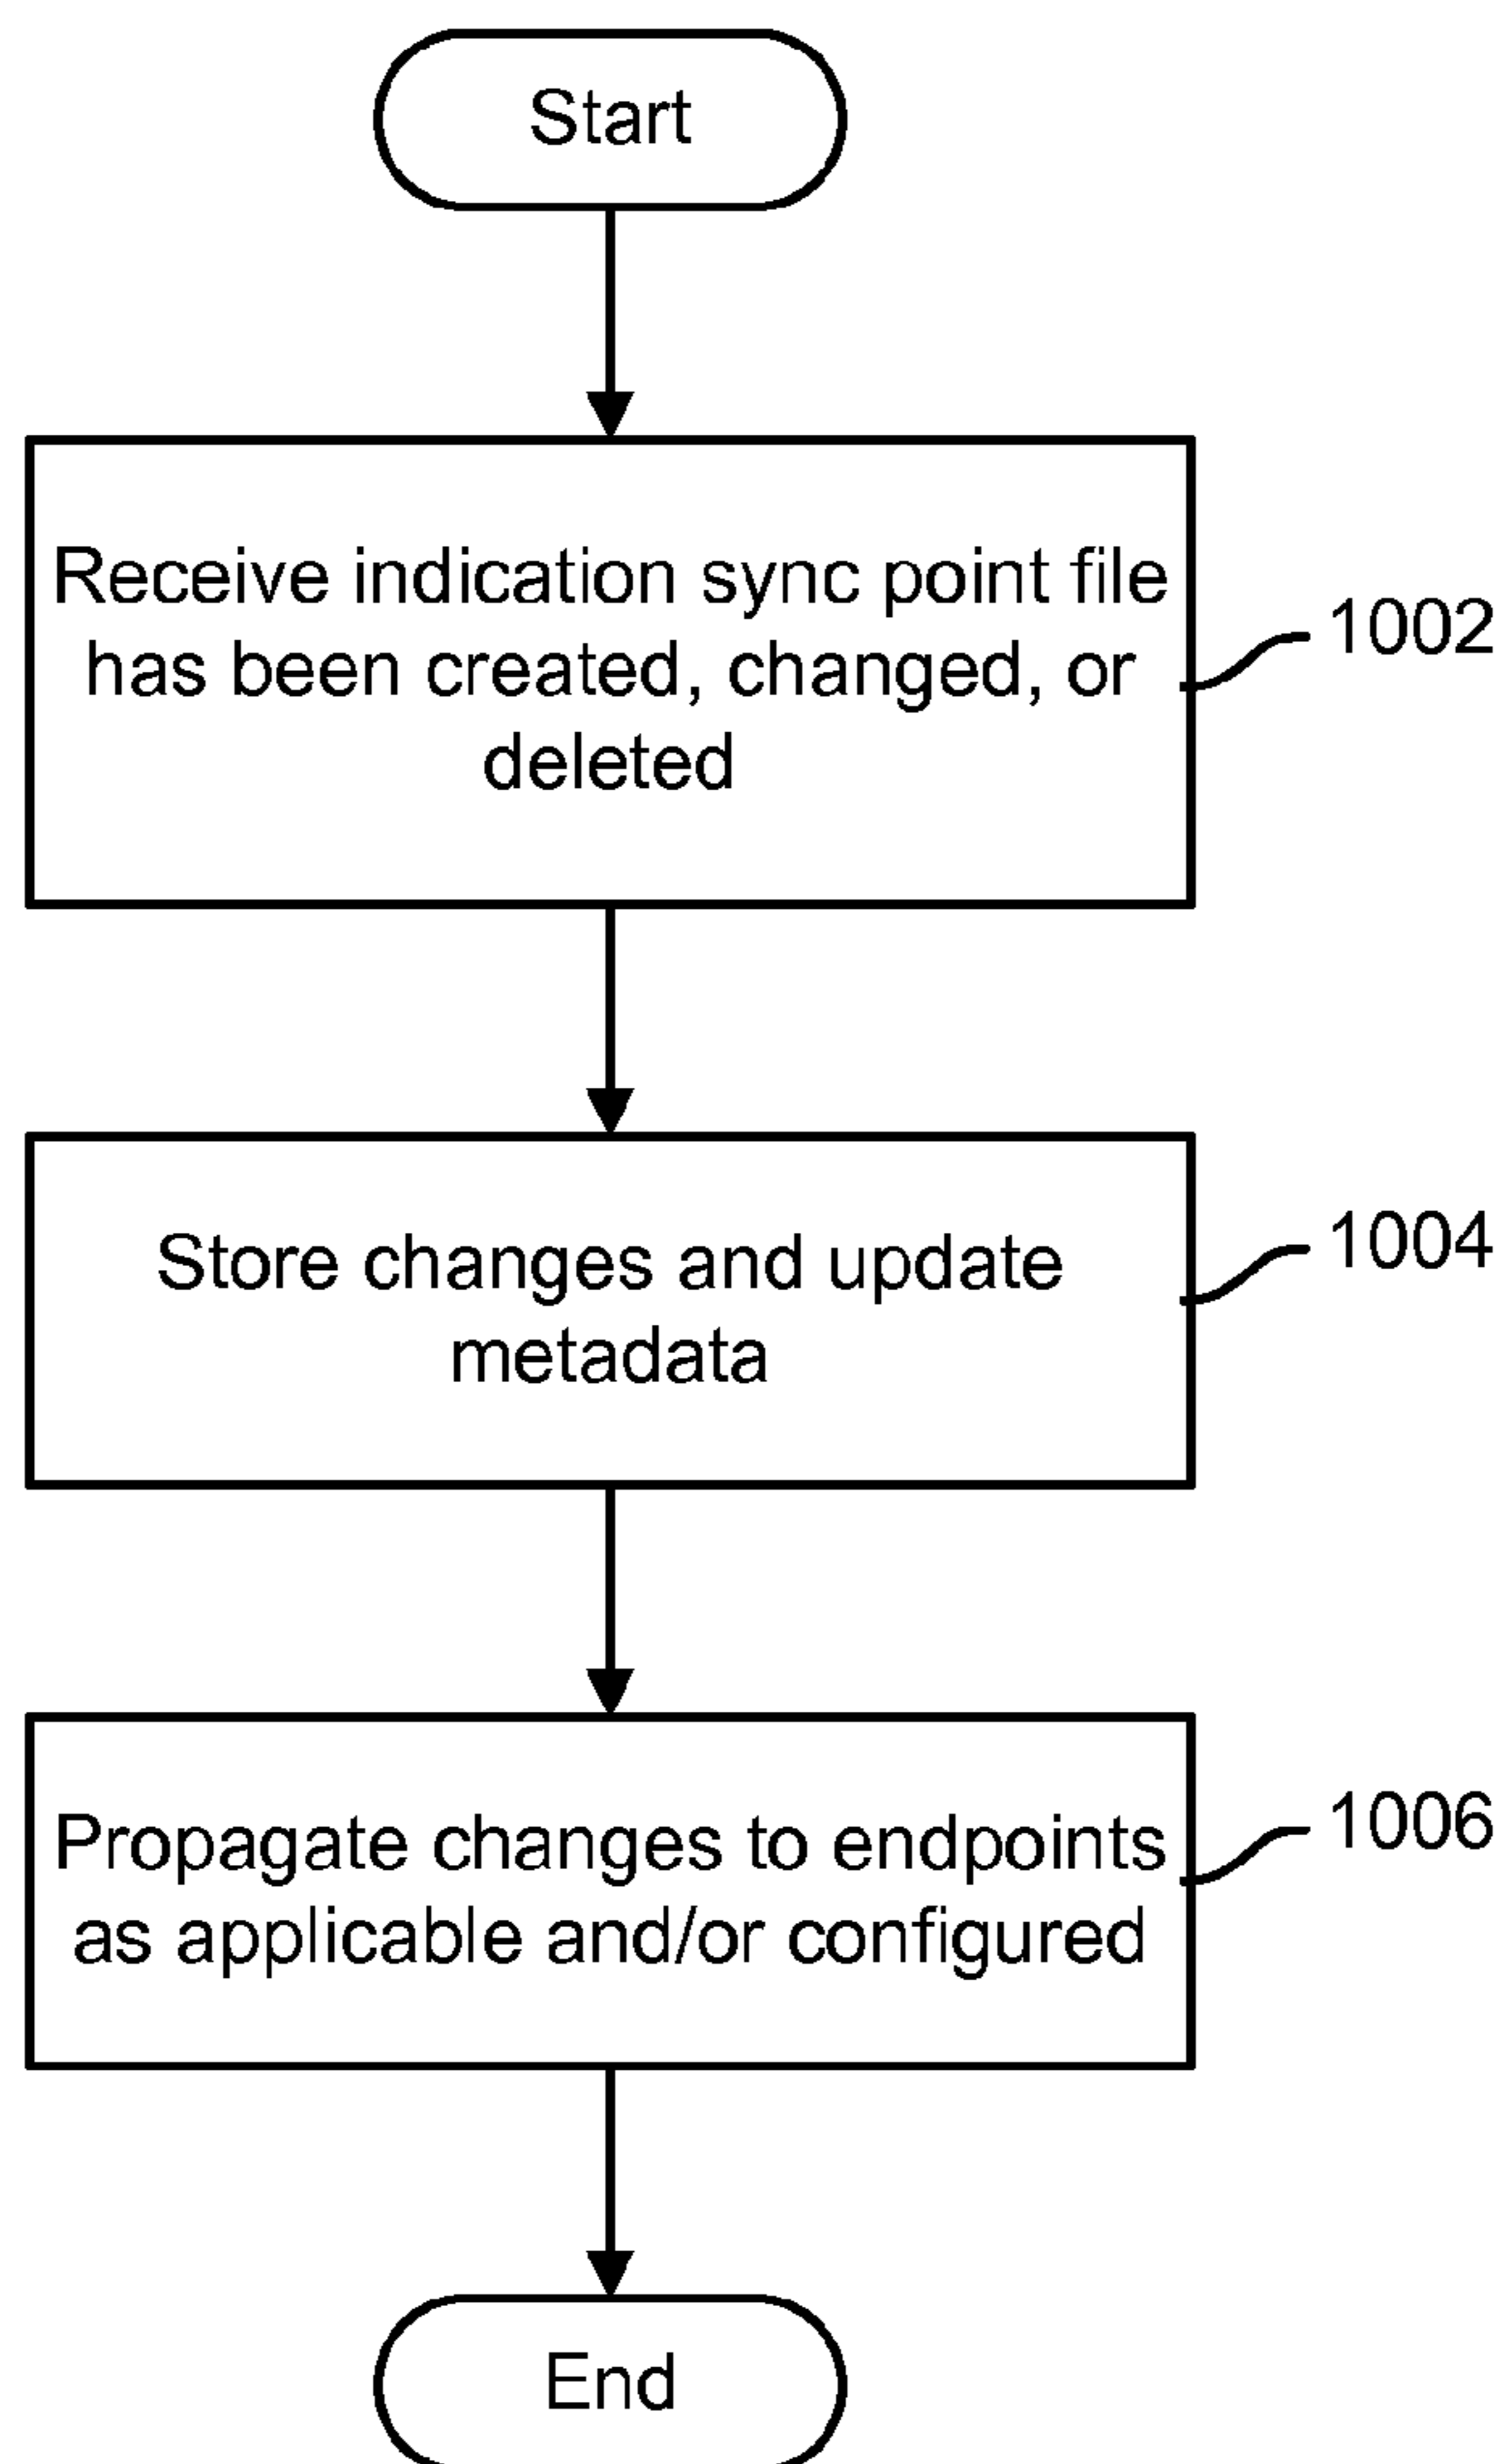 Start
Receive indication sync point file
has been created, changed, or
deleted
1002
Store changes and update
metadata
1004
Propagate changes to endpoints
as applicable and/or configured
1006
End